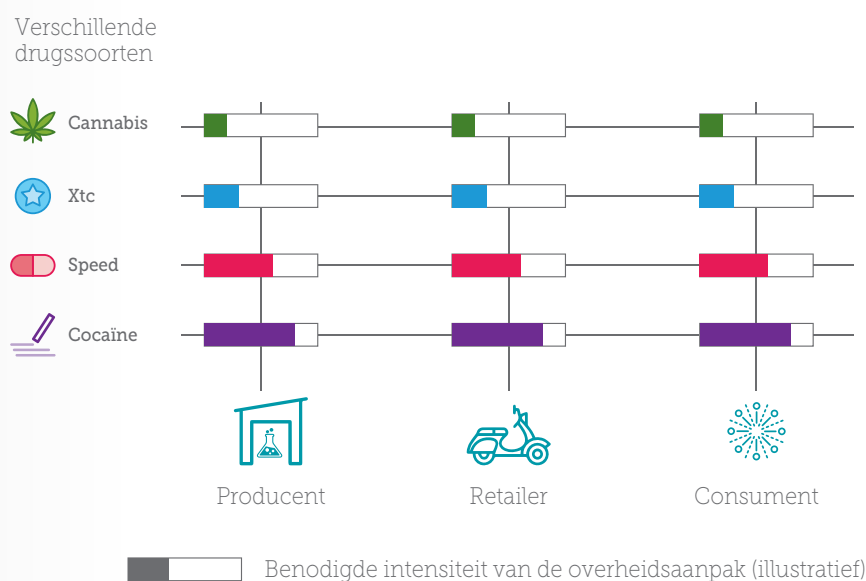 Verschillende
drugssoorten
Cannabis
Xtc
Speed
Cocaïne
Producent Retailer Consument
Benodigde intensiteit van de overheidsaanpak (illustratief)